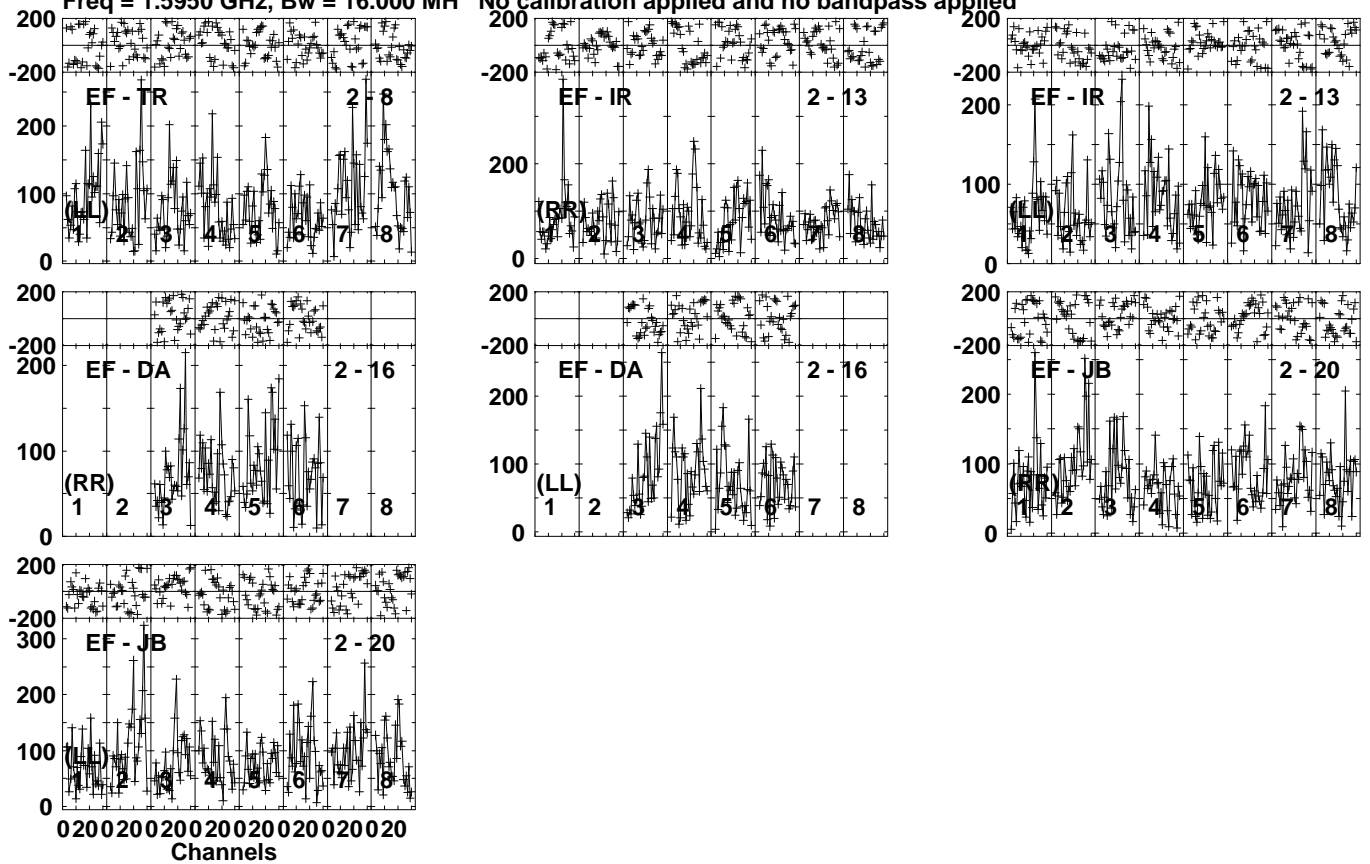 Freq = 1.5950 GHz, Bw = 16.000 MH No calibration applied and no bandpass applied
200
-200
EF - TR 2 - 8
200
100
(LL)
1 2 3 4 5 6 7 8
0
200
-200
EF - IR 2 - 13
200
(RR)
1 2 3 4 5 6 7 8
0
200
-200
EF - IR 2 - 13
200
100
(LL)
1 2 3 4 5 6 7 8
0
200
-200
200
EF - DA 2 - 16
100
(RR)
1 2 3 4 5 6 7 8
0
200
-200
EF - DA 2 - 16
200
100
(LL)
1 2 3 4 5 6 7 8
0
200
-200
EF - JB 2 - 20
200
100
(RR)
1 2 3 4 5 6 7 8
0
200
-200
300
EF - JB 2 - 20
200
100
(LL)
1 2 3 4 5 6 7 8
0
0 20 0 20 0 20 0 20 0 20 0 20 0 20 0 20
Channels